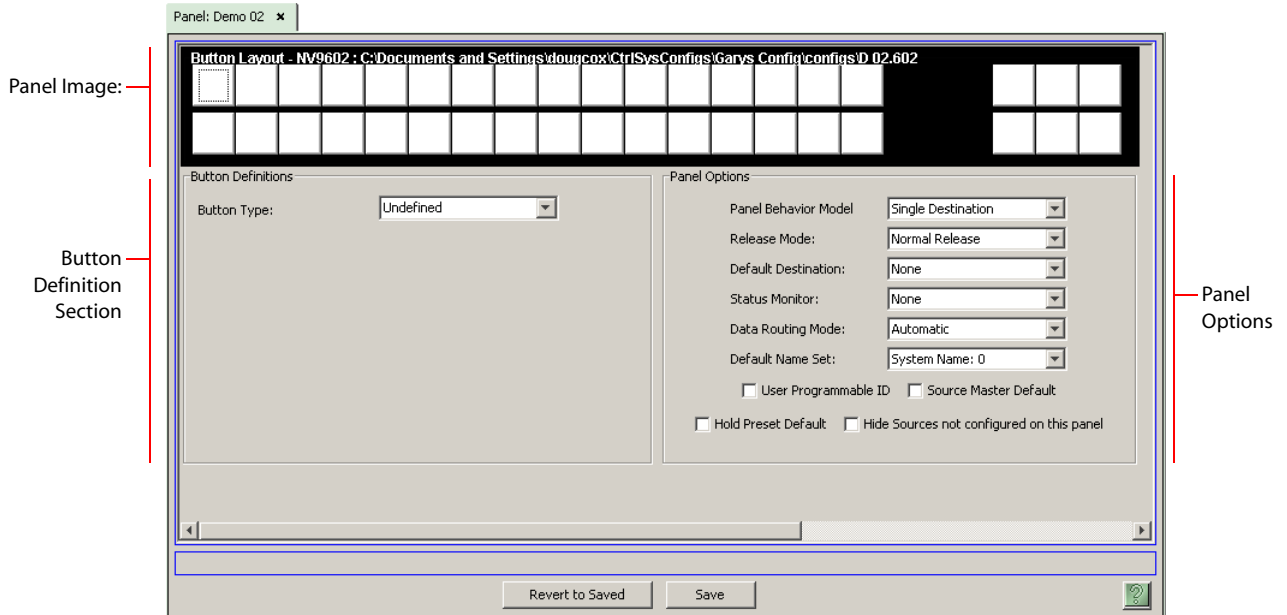 Panel: Demo 02 ×
Button Layout - NV9602 : C:\Documents and Settings\dougcox\CtrlSysConfigs\Garys Config\configs\D 02.602
Panel Image:
Button Definitions
Button Type: Undefined
Button
Definition
Section
Panel Options
Panel Behavior Model Single Destination
Release Mode: Normal Release
Default Destination: None
Status Monitor: None
Data Routing Mode: Automatic
Default Name Set: System Name: 0
User Programmable ID Source Master Default
Hold Preset Default Hide Sources not configured on this panel
Panel
Options
Revert to Saved Save ?